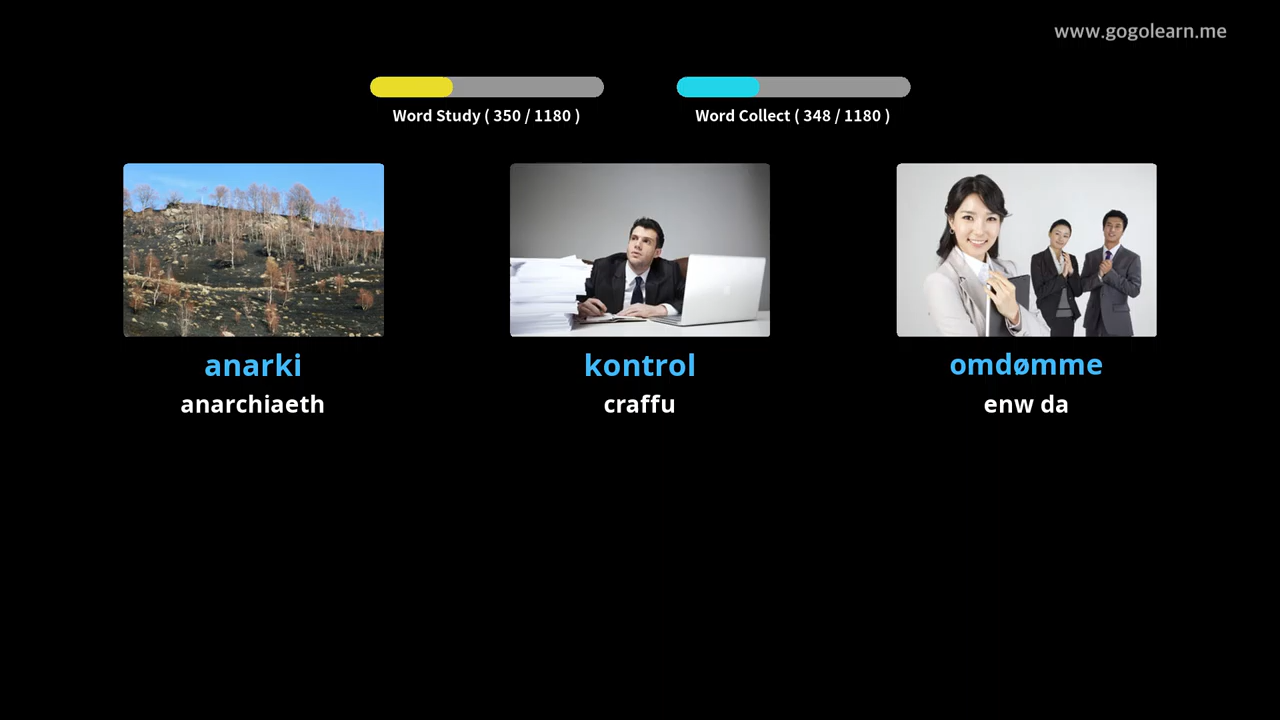 www.gogolearn.me
Word Study ( 350 / 1180 )
Word Collect ( 348 / 1180 )
anarki
anarchiaeth
kontrol
craffu
omdømme
enw da